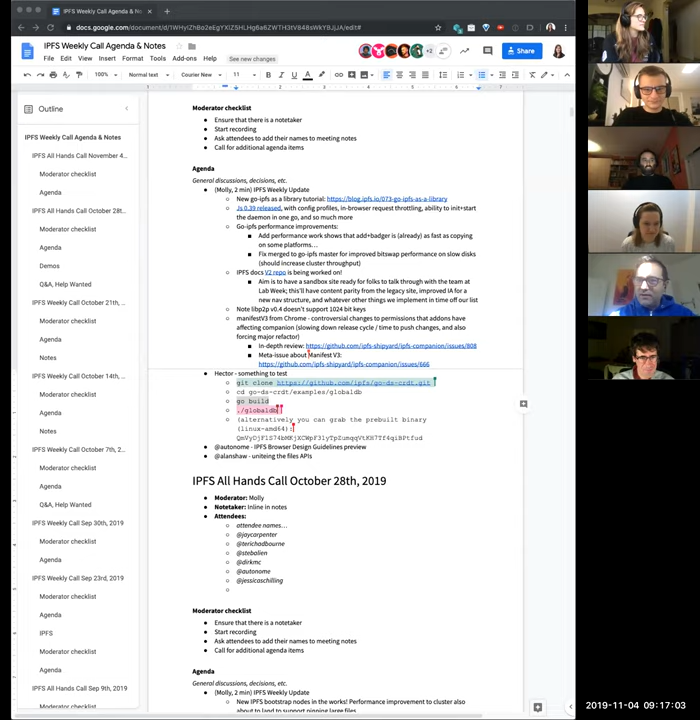 IPFS Weekly Call Agenda & No
docs.google.com/document/d/1WHylZhBo2eEgYXIZ5HLHg6a6ZWTH3tV848sWkYBJjJA/edit#
IPFS Weekly Call Agenda & Notes
File Edit View Insert Format Tools Add-ons Help
See new changes
+2
Share
100%
Normal text
Courier New
11
Outline
IPFS Weekly Call Agenda & Notes
IPFS All Hands Call November 4...
Moderator checklist
Agenda
IPFS All Hands Call October 28t...
Moderator checklist
Agenda
Demos
Q&A, Help Wanted
IPFS Weekly Call October 21th, ...
Moderator checklist
Agenda
Notes
IPFS Weekly Call October 14th, ...
Moderator checklist
Agenda
Notes
IPFS Weekly Call October 7th, 2...
Moderator checklist
Agenda
Q&A, Help Wanted
IPFS Weekly Call Sep 30th, 2019
Moderator checklist
Agenda
IPFS Weekly Call Sep 23rd, 2019
Moderator checklist
Agenda
IPFS
Moderator checklist
Agenda
IPFS All Hands Call Sep 9th, 2019
Moderator checklist
Moderator checklist
Ensure that there is a notetaker
Start recording
Ask attendees to add their names to meeting notes
Call for additional agenda items
Agenda
General discussions, decisions, etc.
(Molly, 2 min) IPFS Weekly Update
New go-ipfs as a library tutorial: https://blog.ipfs.io/073-go-ipfs-as-a-library
Js 0.39 released, with config profiles, in-browser request throttling, ability to init+start
the daemon in one go, and so much more
Go-ipfs performance improvements:
Add performance work shows that add+badger is (already) as fast as copying
on some platforms...
Fix merged to go-ipfs master for improved bitswap performance on slow disks
(should increase cluster throughput)
IPFS docs V2 repo is being worked on!
Aim is to have a sandbox site ready for folks to talk through with the team at
Lab Week; this'll have content parity from the legacy site, improved IA for a
new nav structure, and whatever other things we implement in time off our list
Note libp2p v0.4 doesn't support 1024 bit keys
manifestV3 from Chrome - controversial changes to permissions that addons have
affecting companion (slowing down release cycle / time to push changes, and also
forcing major refactor)
In-depth review: https://github.com/ipfs-shipyard/ipfs-companion/issues/808
Meta-issue about Manifest V3:
https://github.com/ipfs-shipyard/ipfs-companion/issues/666
Hector - something to test
git clone https://github.com/ipfs/go-ds-crdt.git
cd go-ds-crdt/examples/globaldb
go build
./globaldb
(alternatively you can grab the prebuilt binary
(linux-amd64):
@autonome - IPFS Browser Design Guidelines preview
@alanshaw - uniteing the files APIs
IPFS All Hands Call October 28th, 2019
Moderator: Molly
Notetaker: Inline in notes
Attendees:
attendee names...
@jaycarpenter
@terichadbourne
@stebalien
@dirkmc
@autonome
@jessicaschilling
Moderator checklist
Ensure that there is a notetaker
Start recording
Ask attendees to add their names to meeting notes
Call for additional agenda items
Agenda
General discussions, decisions, etc.
(Molly, 2 min) IPFS Weekly Update
New IPFS bootstrap nodes in the works! Performance improvement to cluster also
about to land to support pinning large files
2019-11-04 09:17:03